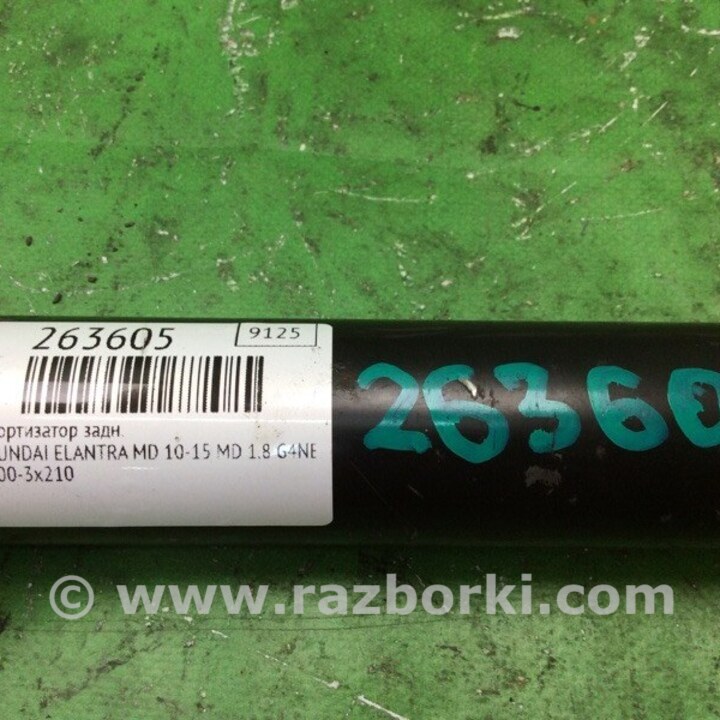 263605
9125
ортизатор задн.
UNDAI ELANTRA MD 10-15 MD 1.8 G4NE
00-3x210
26360
© www.razborki.com